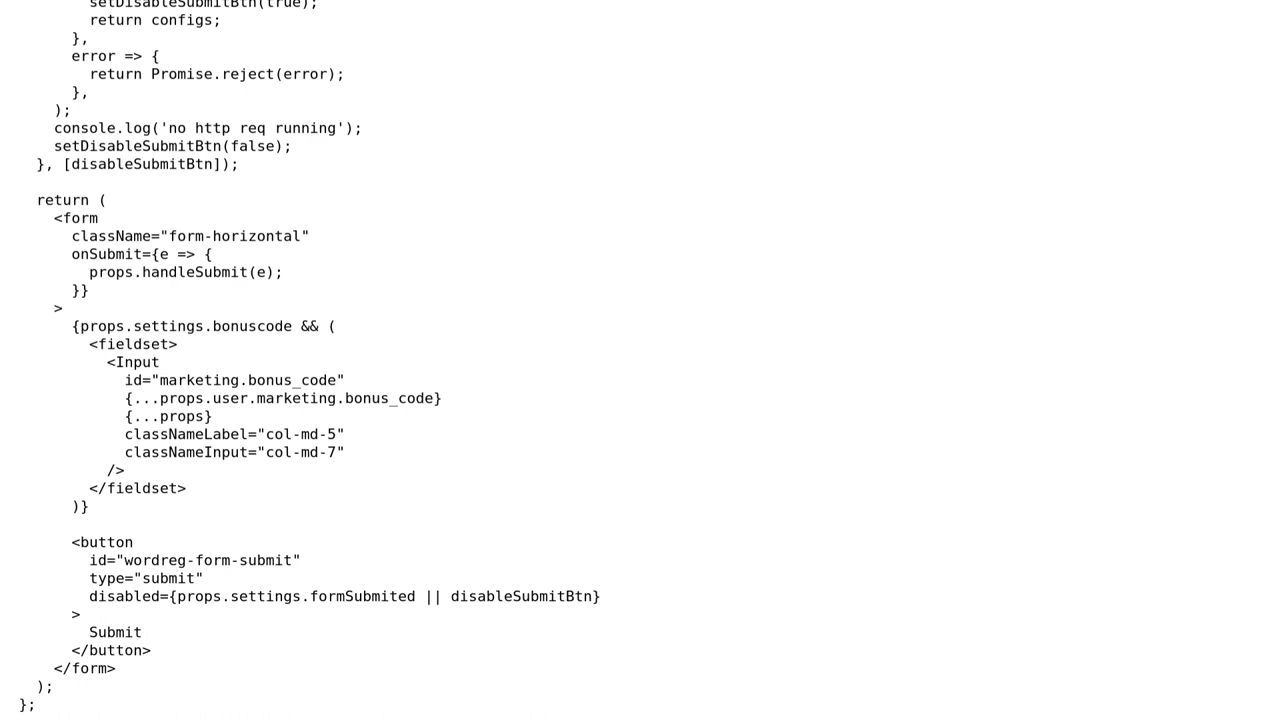 setDisableSubmitBtn(true);
return configs;
},
error => {
return Promise.reject(error);
},
);
console.log('no http req running');
setDisableSubmitBtn(false);
}, [disableSubmitBtn]);
return (
<form
className="form-horizontal"
onSubmit={e => {
props.handleSubmit(e);
}}
>
{props.settings.bonuscode && (
<fieldset>
<Input
id="marketing.bonus_code"
{...props.user.marketing.bonus_code}
{...props}
classNameLabel="col-md-5"
classNameInput="col-md-7"
/>
</fieldset>
)}
<button
id="wordreg-form-submit"
type="submit"
disabled={props.settings.formSubmited || disableSubmitBtn}
>
Submit
</button>
</form>
);
};